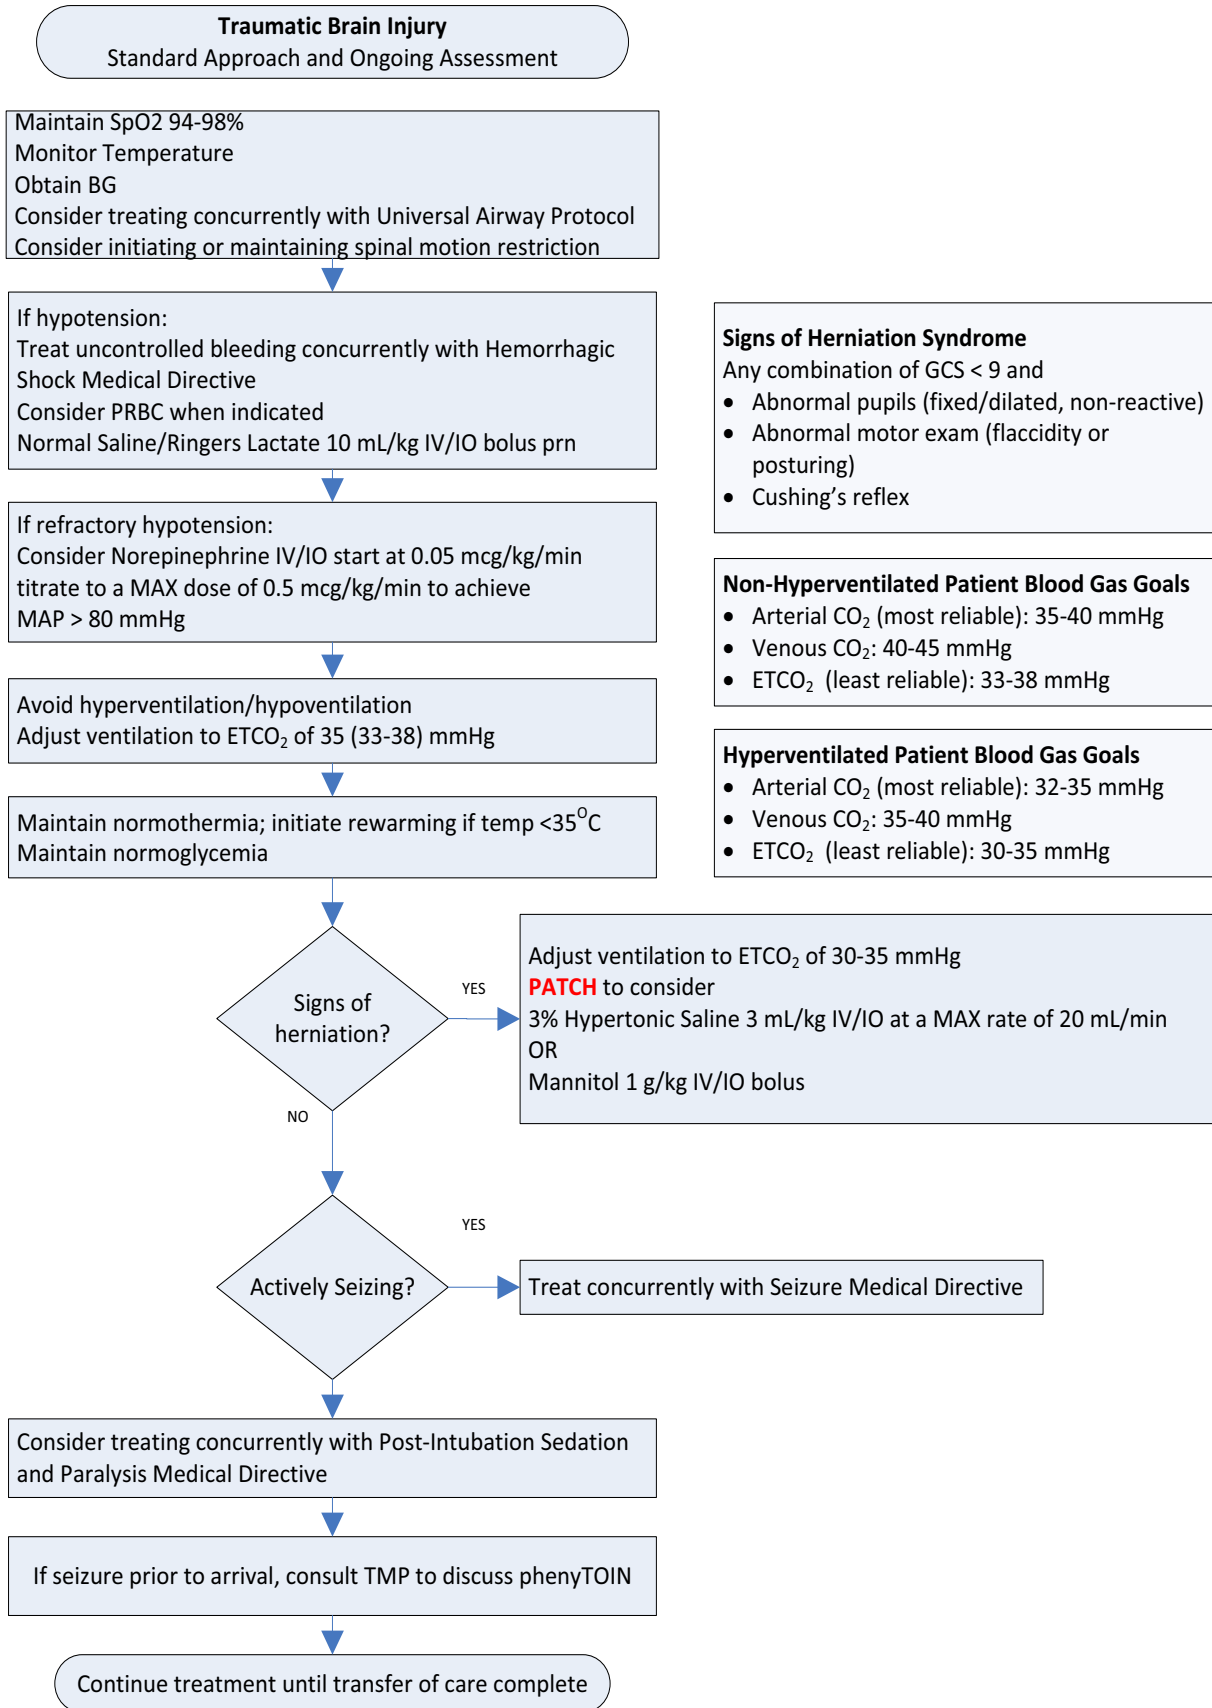 Traumatic Brain Injury
Standard Approach and Ongoing Assessment
Maintain SpO2 94-98%
Monitor Temperature
Obtain BG
Consider treating concurrently with Universal Airway Protocol
Consider initiating or maintaining spinal motion restriction
If hypotension:
Treat uncontrolled bleeding concurrently with Hemorrhagic
Shock Medical Directive
Consider PRBC when indicated
Normal Saline/Ringers Lactate 10 mL/kg IV/IO bolus prn
If refractory hypotension:
Consider Norepinephrine IV/IO start at 0.05 mcg/kg/min
titrate to a MAX dose of 0.5 mcg/kg/min to achieve
MAP > 80 mmHg
Avoid hyperventilation/hypoventilation
Adjust ventilation to ETCO₂ of 35 (33-38) mmHg
Maintain normothermia; initiate rewarming if temp <35ᴼC
Maintain normoglycemia
Signs of Herniation Syndrome
Any combination of GCS < 9 and
• Abnormal pupils (fixed/dilated, non-reactive)
• Abnormal motor exam (flaccidity or
posturing)
• Cushing’s reflex
Non-Hyperventilated Patient Blood Gas Goals
• Arterial CO₂ (most reliable): 35-40 mmHg
• Venous CO₂: 40-45 mmHg
• ETCO₂ (least reliable): 33-38 mmHg
Hyperventilated Patient Blood Gas Goals
• Arterial CO₂ (most reliable): 32-35 mmHg
• Venous CO₂: 35-40 mmHg
• ETCO₂ (least reliable): 30-35 mmHg
Signs of
herniation?
YES
Adjust ventilation to ETCO₂ of 30-35 mmHg
PATCH to consider
3% Hypertonic Saline 3 mL/kg IV/IO at a MAX rate of 20 mL/min
OR
Mannitol 1 g/kg IV/IO bolus
NO
Actively Seizing?
YES
Treat concurrently with Seizure Medical Directive
Consider treating concurrently with Post-Intubation Sedation
and Paralysis Medical Directive
If seizure prior to arrival, consult TMP to discuss phenyTOIN
Continue treatment until transfer of care complete